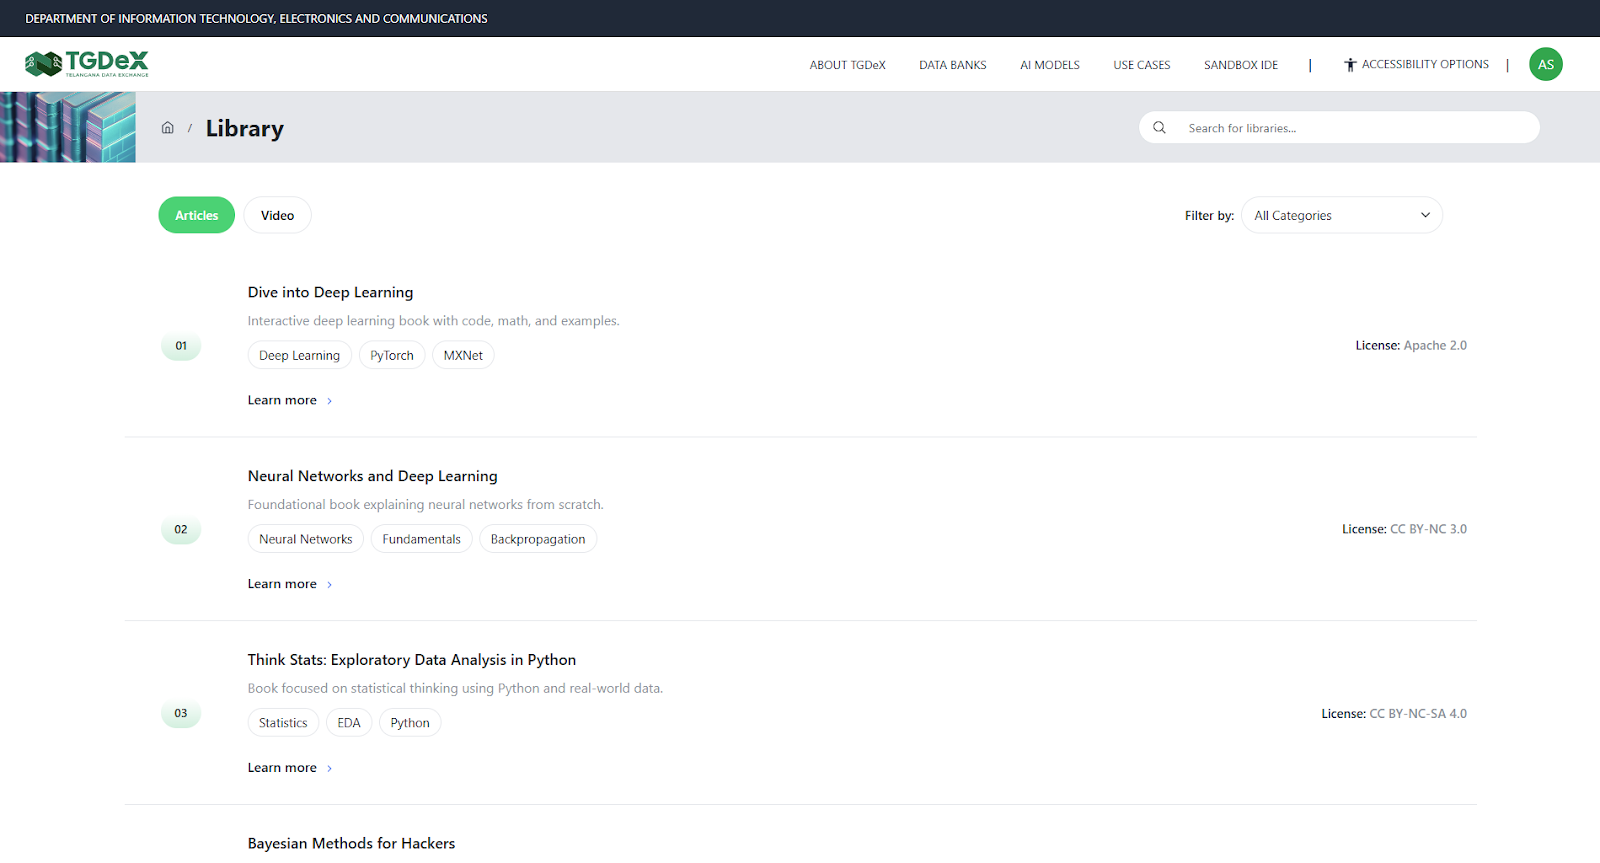 DEPARTMENT OF INFORMATION TECHNOLOGY, ELECTRONICS AND COMMUNICATIONS
TGDeX
TELANGANA DATA EXCHANGE
ABOUT TGDeX DATA BANKS AI MODELS USE CASES SANDBOX IDE | ACCESSIBILITY OPTIONS | AS
/ Library
Search for libraries...
Articles Video
Filter by: All Categories
Dive into Deep Learning
Interactive deep learning book with code, math, and examples.
01
License: Apache 2.0
Deep Learning PyTorch MXNet
Learn more >
Neural Networks and Deep Learning
Foundational book explaining neural networks from scratch.
02
License: CC BY-NC 3.0
Neural Networks Fundamentals Backpropagation
Learn more >
Think Stats: Exploratory Data Analysis in Python
Book focused on statistical thinking using Python and real-world data.
03
License: CC BY-NC-SA 4.0
Statistics EDA Python
Learn more >
Bayesian Methods for Hackers